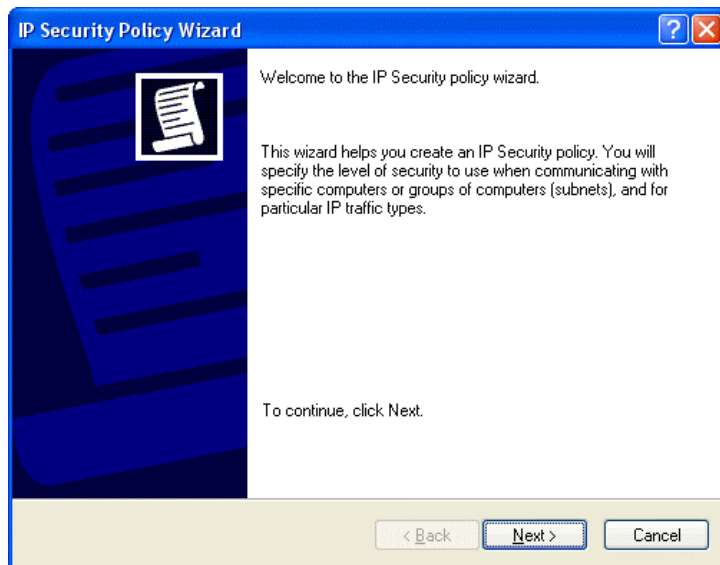 IP Security Policy Wizard
Welcome to the IP Security policy wizard.
This wizard helps you create an IP Security policy. You will
specify the level of security to use when communicating with
specific computers or groups of computers (subnets), and for
particular IP traffic types.
To continue, click Next.
< Back
Next >
Cancel